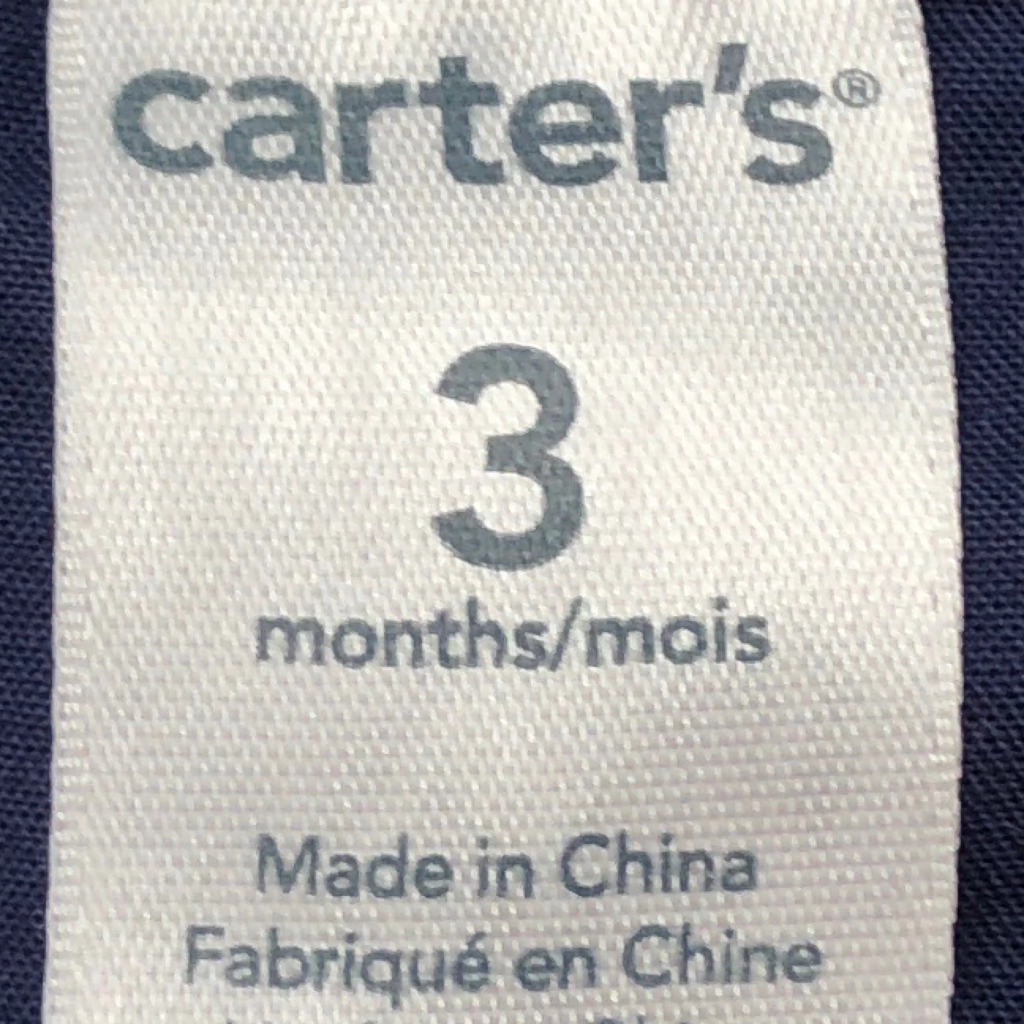 carter's®
3
months/mois
Made in China
Fabriqué en Chine